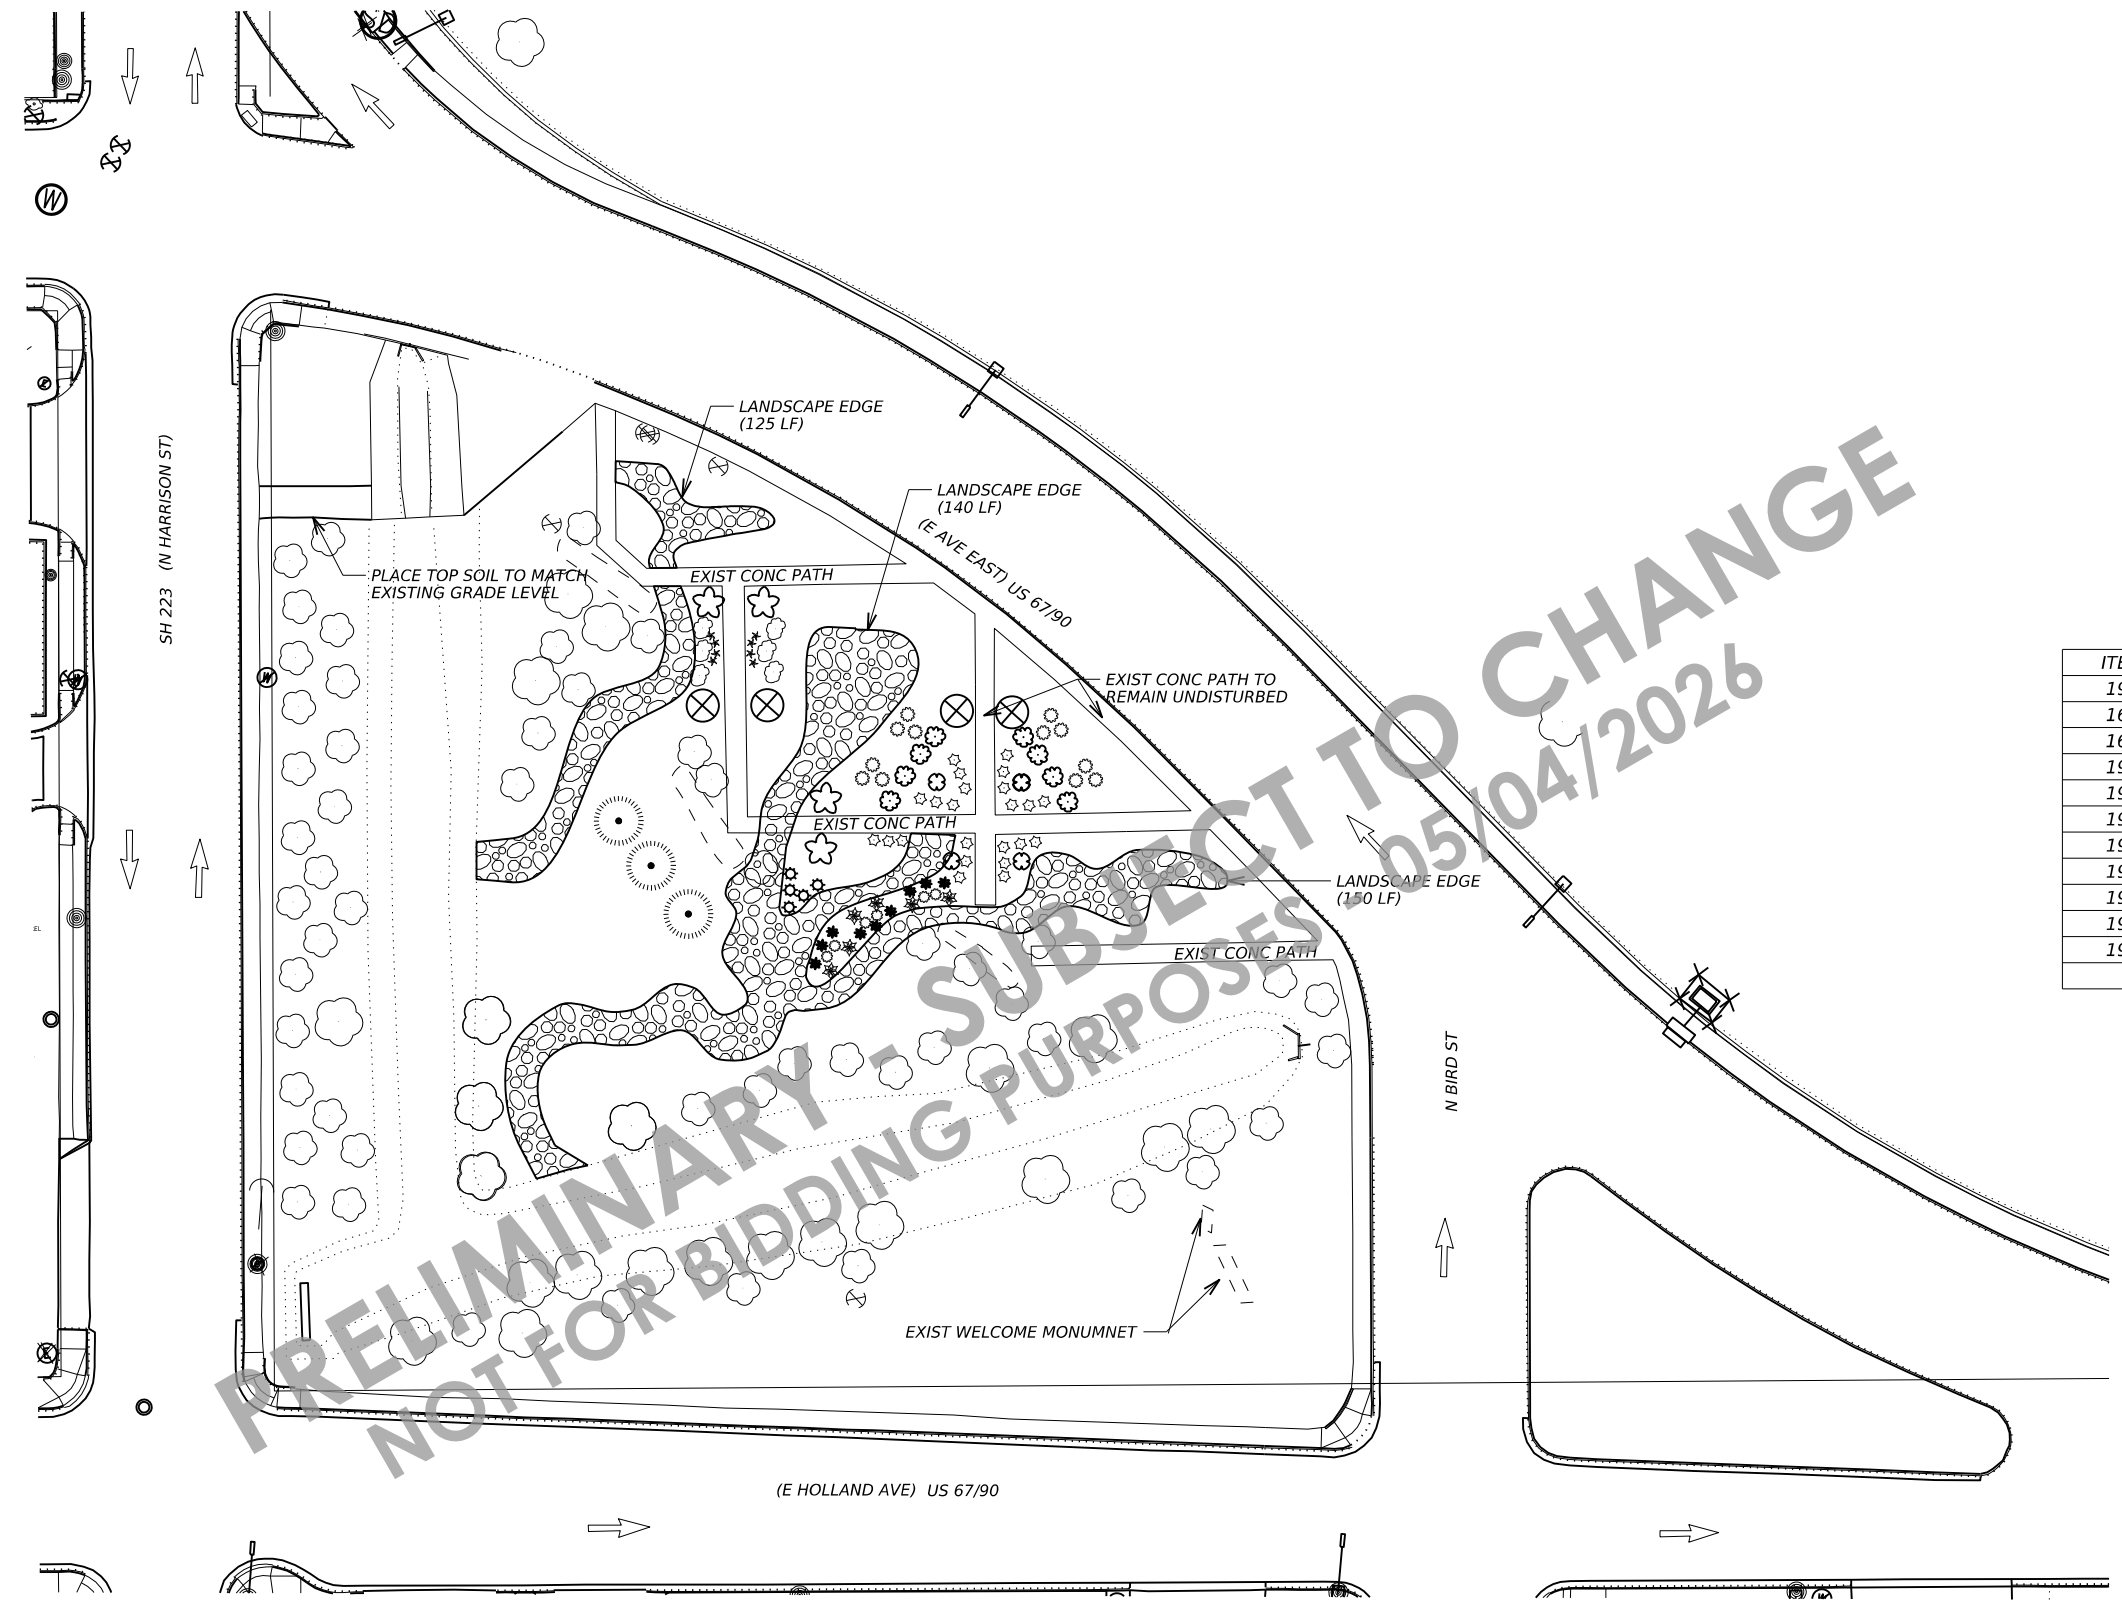 LANDSCAPE EDGE
(125 LF)
LANDSCAPE EDGE
(140 LF)
(E AVE EAST) US 67/90
SH 223 (N HARRISON ST)
PLACE TOP SOIL TO MATCH
EXISTING GRADE LEVEL
EXIST CONC PATH
EXIST CONC PATH TO
REMAIN UNDISTURBED
EXIST CONC PATH
LANDSCAPE EDGE
(150 LF)
EXIST CONC PATH
N BIRD ST
EXIST WELCOME MONUMNET
(E HOLLAND AVE) US 67/90
PRELIMINARY - SUBJECT TO CHANGE
NOT FOR BIDDING PURPOSES - 05/04/2026
W